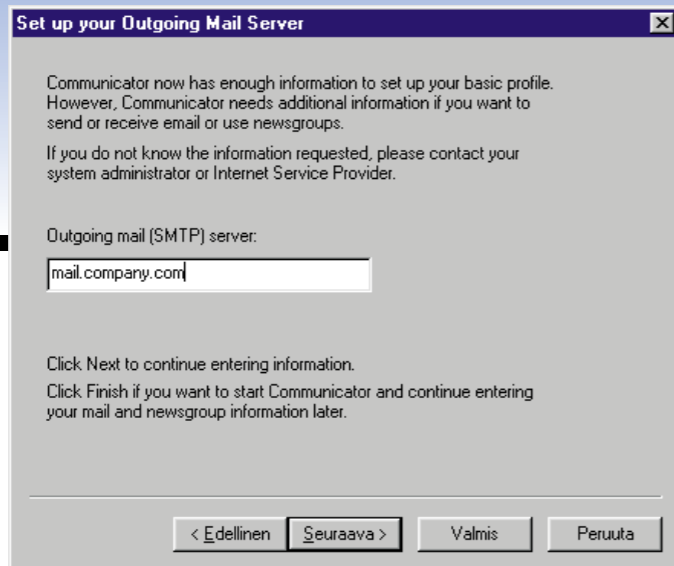 Set up your Outgoing Mail Server
Communicator now has enough information to set up your basic profile.
However, Communicator needs additional information if you want to
send or receive email or use newsgroups.
If you do not know the information requested, please contact your
system administrator or Internet Service Provider.
Outgoing mail (SMTP) server:
mail.company.com
Click Next to continue entering information.
Click Finish if you want to start Communicator and continue entering
your mail and newsgroup information later.
< Edellinen Seuraava > Valmis Peruuta